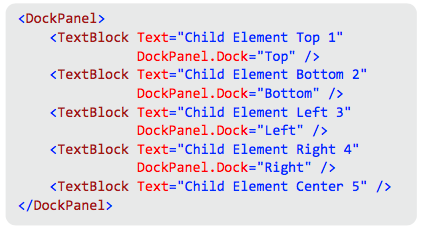 <DockPanel>
    <TextBlock Text="Child Element Top 1"
               DockPanel.Dock="Top" />
    <TextBlock Text="Child Element Bottom 2"
               DockPanel.Dock="Bottom" />
    <TextBlock Text="Child Element Left 3"
               DockPanel.Dock="Left" />
    <TextBlock Text="Child Element Right 4"
               DockPanel.Dock="Right" />
    <TextBlock Text="Child Element Center 5" />
</DockPanel>